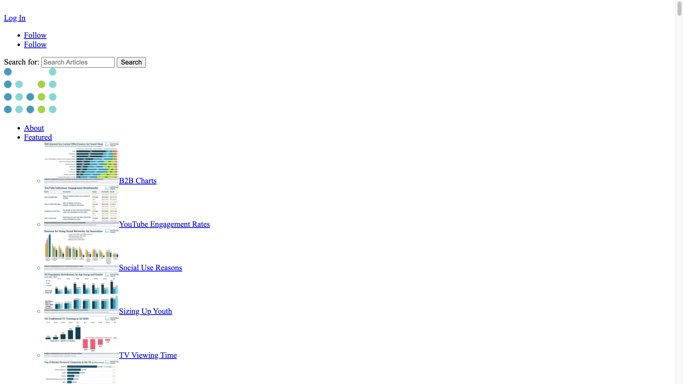 Log In
Follow
Follow
Search for: Search Articles Search
About
Featured
B2B Charts
YouTube Engagement Rates
Social Use Reasons
Sizing Up Youth
TV Viewing Time